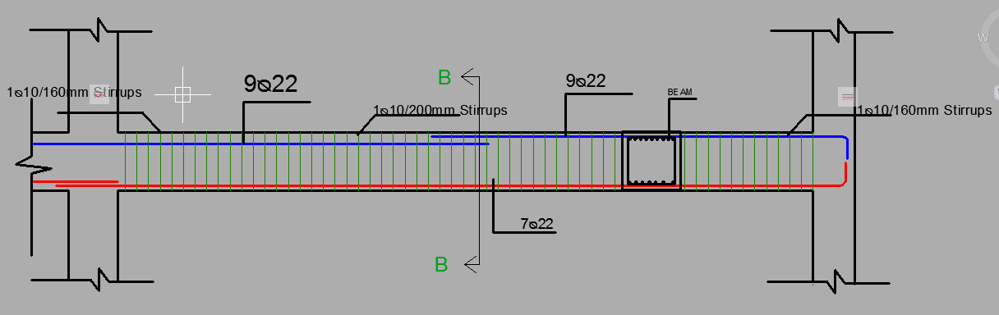 W
B
9ø22
9ø22
BEAM
1ø10/160mm Stirrups
1ø10/200mm Stirrups
1ø10/160mm Stirrups
7ø22
B